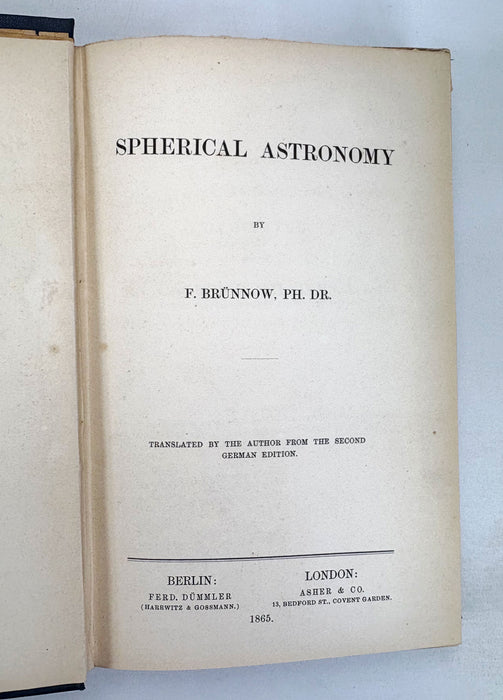 SPHERICAL ASTRONOMY
BY
F. BRÜNNOW, PH. DR.
TRANSLATED BY THE AUTHOR FROM THE SECOND
GERMAN EDITION.
BERLIN:
FERD. DÜMMLER
(HARRWITZ & GOSSMANN.)
LONDON:
ASHER & CO.
13, BEDFORD ST., COVENT GARDEN.
1865.